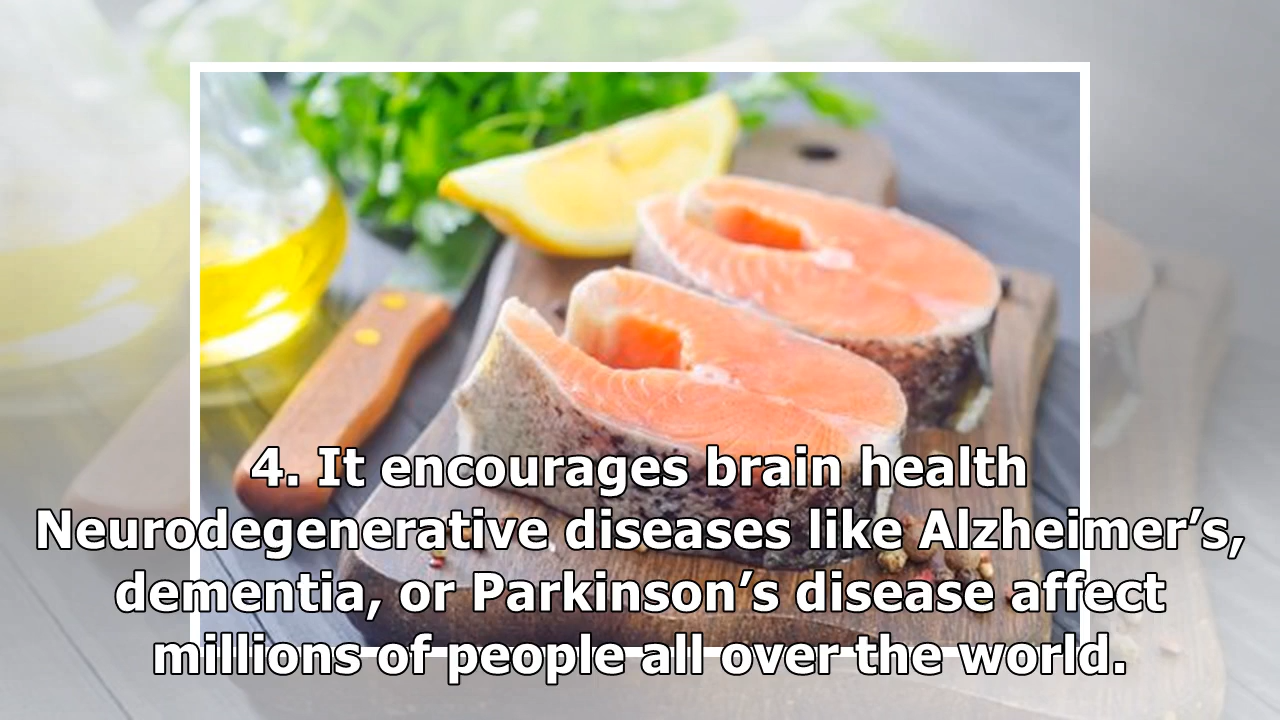 4. It encourages brain health
Neurodegenerative diseases like Alzheimer’s,
dementia, or Parkinson’s disease affect
millions of people all over the world.